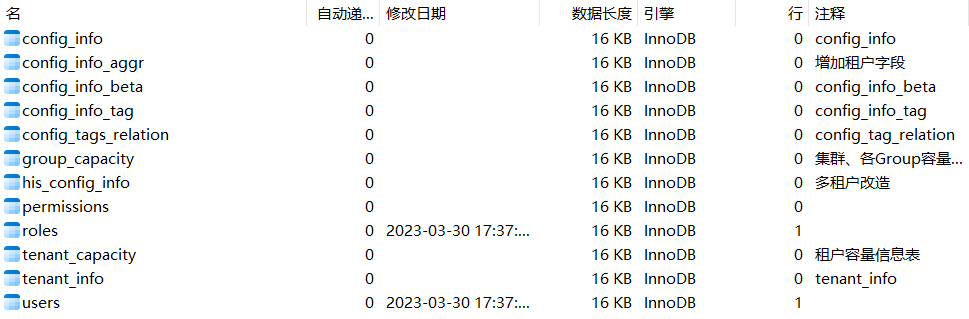 名 自动递... 修改日期 数据长度 引擎 行 注释
config_info 0 16 KB InnoDB 0 config_info
config_info_aggr 0 16 KB InnoDB 0 增加租户字段
config_info_beta 0 16 KB InnoDB 0 config_info_beta
config_info_tag 0 16 KB InnoDB 0 config_info_tag
config_tags_relation 0 16 KB InnoDB 0 config_tag_relation
group_capacity 0 16 KB InnoDB 0 集群、各Group容量...
his_config_info 0 16 KB InnoDB 0 多租户改造
permissions 0 16 KB InnoDB 0
roles 0 2023-03-30 17:37:... 16 KB InnoDB 1
tenant_capacity 0 16 KB InnoDB 0 租户容量信息表
tenant_info 0 16 KB InnoDB 0 tenant_info
users 0 2023-03-30 17:37:... 16 KB InnoDB 1